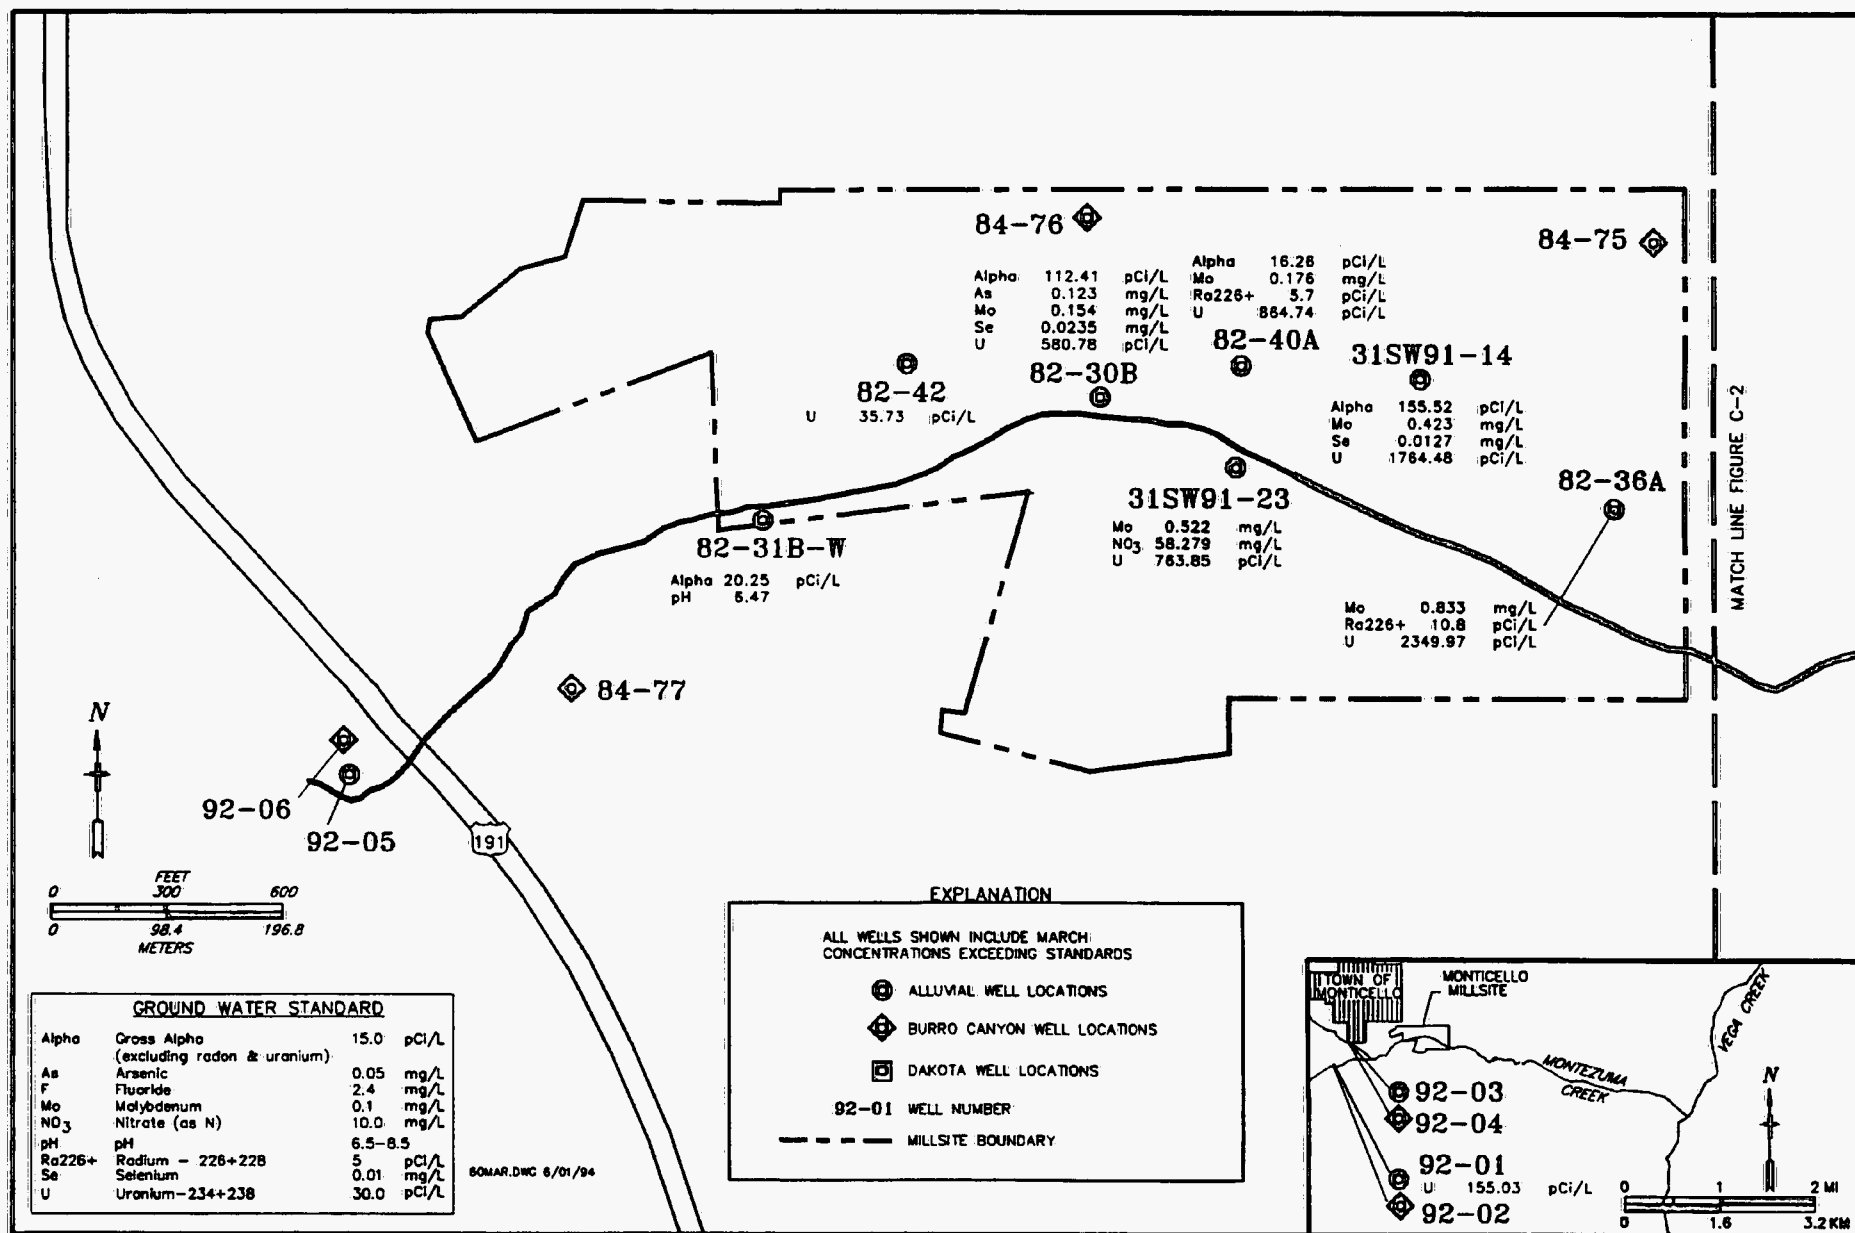 84-76
84-75
Alpha 112.41 pCi/L
As 0.123 mg/L
Mo 0.154 mg/L
Se 0.0235 mg/L
U 580.78 pCi/L
Alpha 16.26 pCi/L
Mo 0.176 mg/L
Ra226+ 5.7 pCi/L
U 864.74 pCi/L
82-42
U 35.73 pCi/L
82-30B
82-40A
31SW91-14
Alpha 155.52 pCi/L
Mo 0.423 mg/L
Se 0.0127 mg/L
U 1764.48 pCi/L
MATCH LINE FIGURE C-2
31SW91-23
Mo 0.522 mg/L
NO3 58.279 mg/L
U 763.85 pCi/L
82-36A
Mo 0.833 mg/L
Ra226+ 10.8 pCi/L
U 2349.97 pCi/L
82-31B-W
Alpha 20.25 pCi/L
pH 6.47
84-77
N
92-06
92-05
191
FEET
0 300 600
0 98.4 196.8
METERS
EXPLANATION
ALL WELLS SHOWN INCLUDE MARCH
CONCENTRATIONS EXCEEDING STANDARDS
ALLUVIAL WELL LOCATIONS
BURRO CANYON WELL LOCATIONS
DAKOTA WELL LOCATIONS
92-01 WELL NUMBER
MILLSITE BOUNDARY
GROUND WATER STANDARD
Alpha Gross Alpha 15.0 pCi/L
(excluding radon & uranium)
As Arsenic 0.05 mg/L
F Fluoride 2.4 mg/L
Mo Molybdenum 0.1 mg/L
NO3 Nitrate (as N) 10.0 mg/L
pH pH 6.5-8.5
Ra226+ Radium - 226+228 5 pCi/L
Se Selenium 0.01 mg/L
U Uranium-234+238 30.0 pCi/L
60MAR.DWG 6/01/94
TOWN OF
MONTICELLO
MONTICELLO
MILLSITE
VEGA CREEK
MONTEZUMA
CREEK
N
92-03
92-04
92-01
U 155.03 pCi/L
92-02
0 1 2 MI
0 1.6 3.2 KM